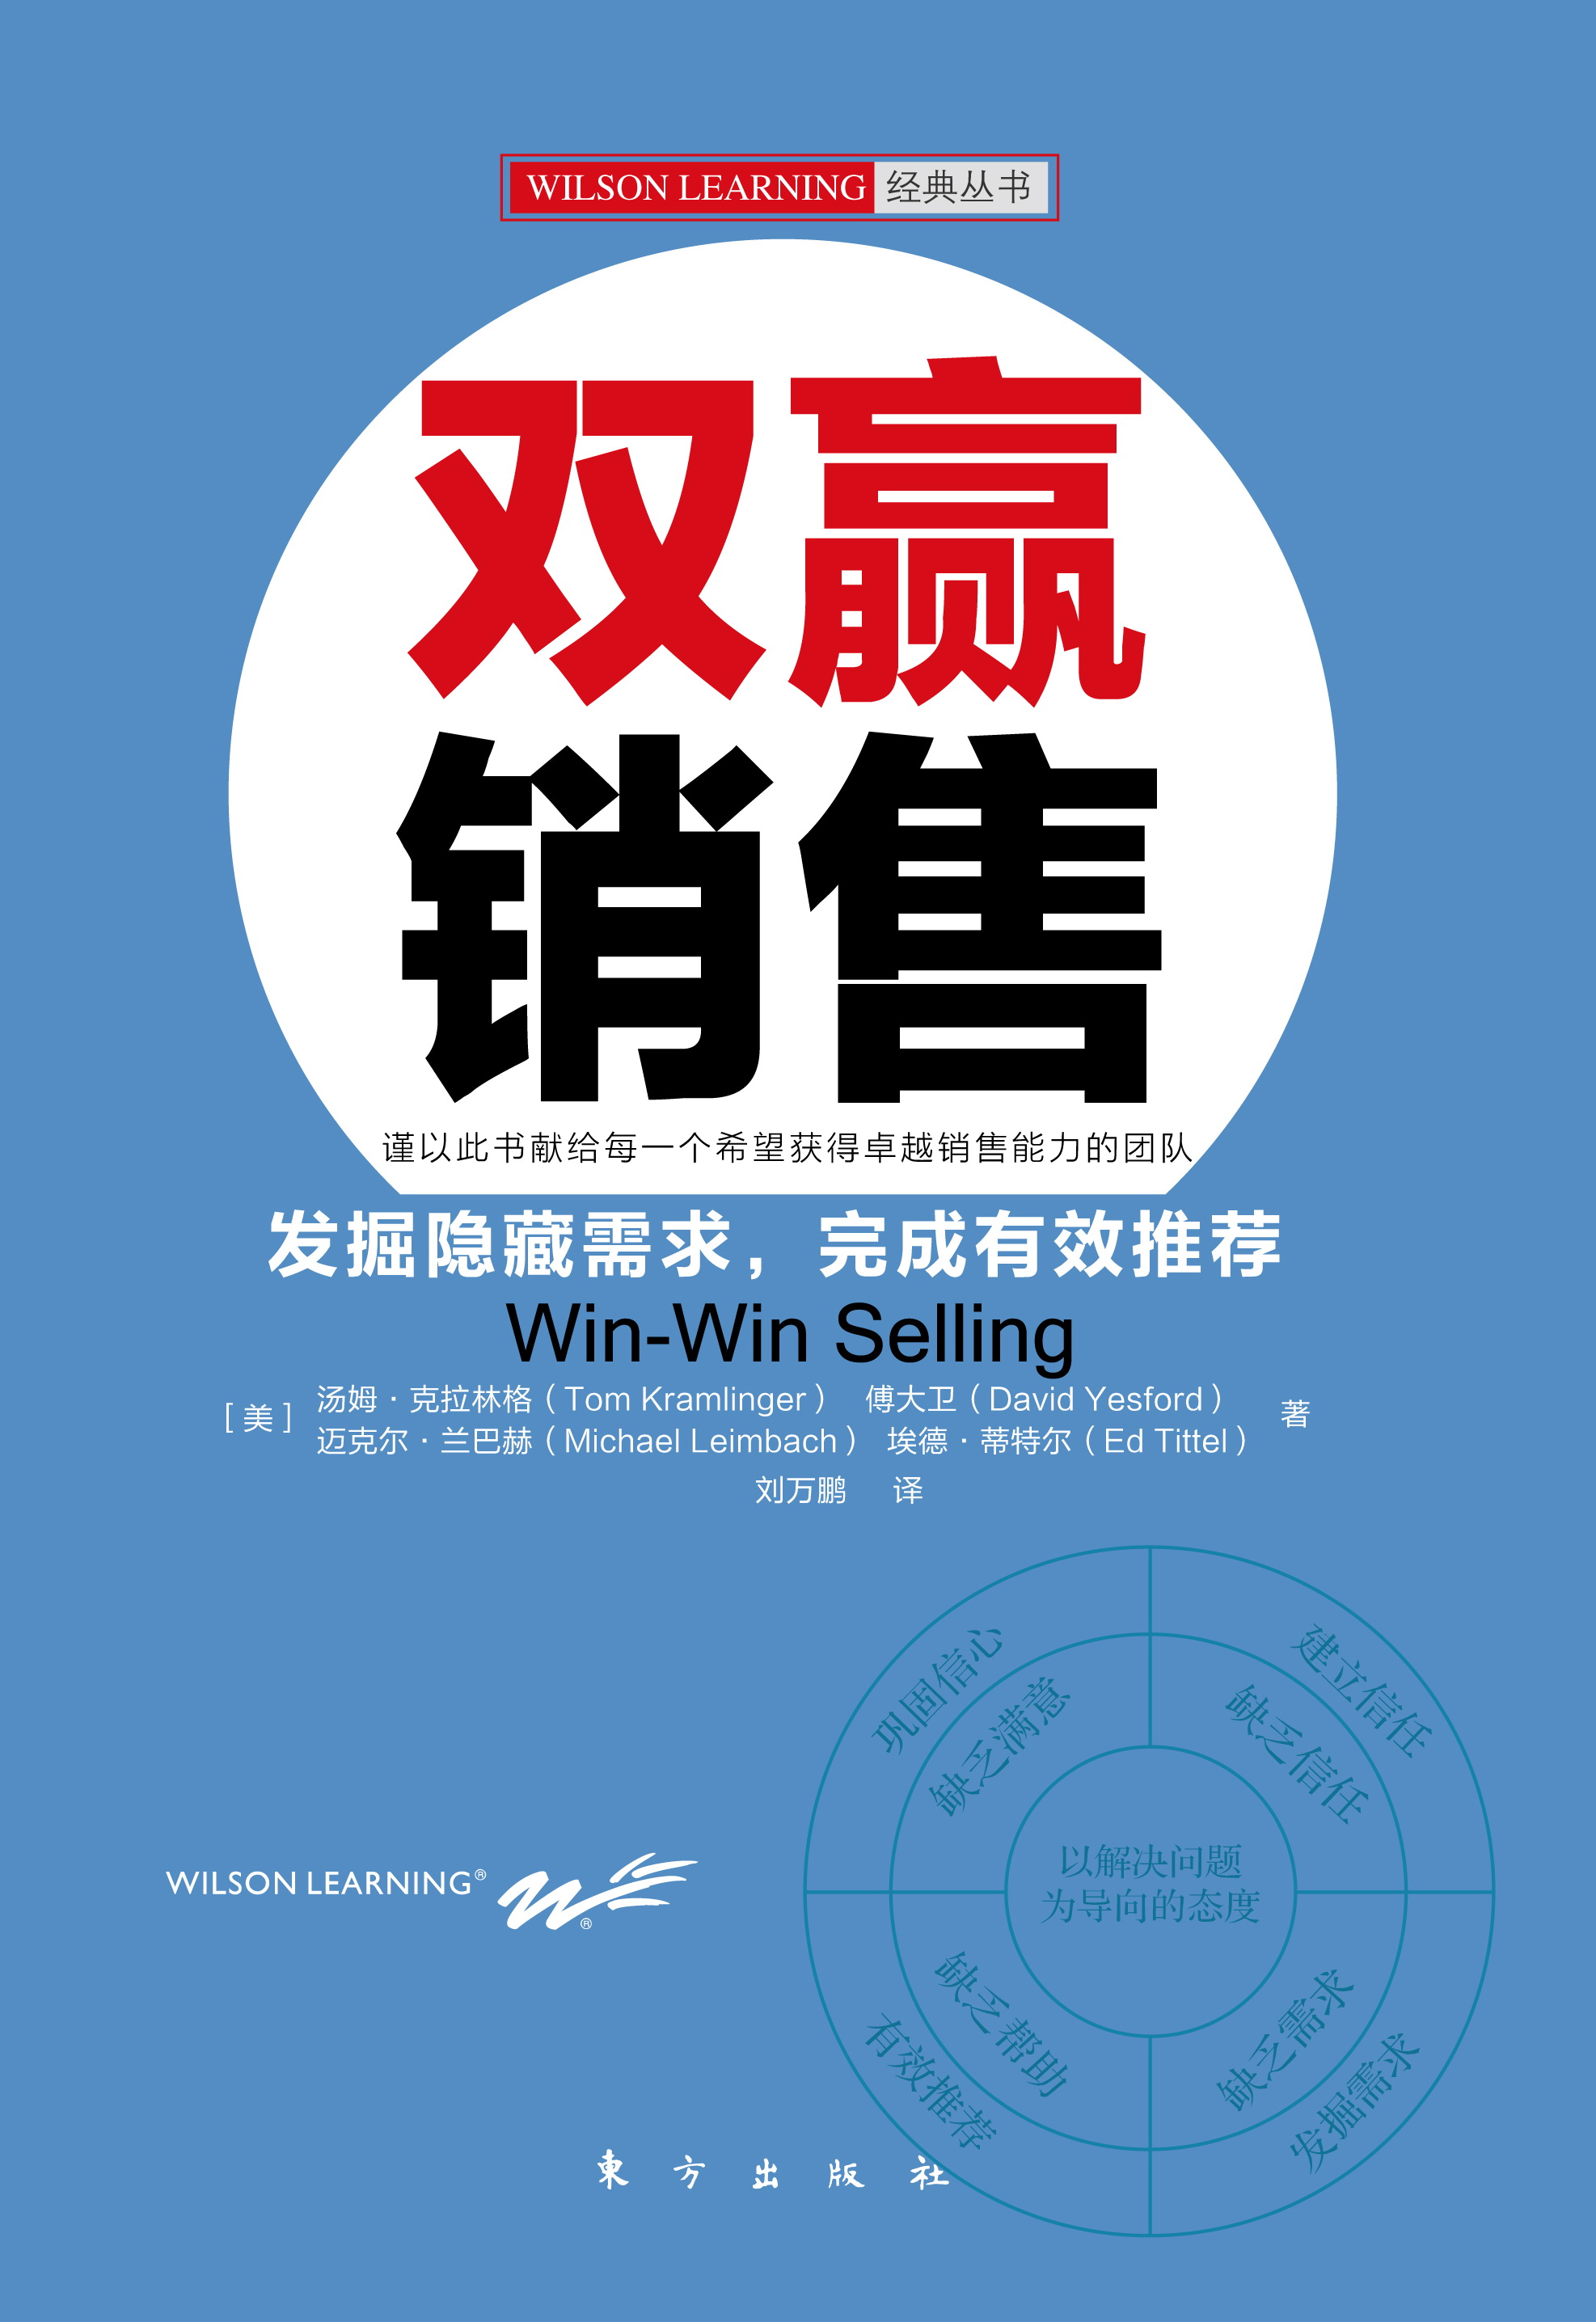 WILSON LEARNING 经典丛书
双赢
销售
谨以此书献给每一个希望获得卓越销售能力的团队
发掘隐藏需求，完成有效推荐
Win-Win Selling
[美] 汤姆·克拉林格（Tom Kramlinger） 傅大卫（David Yesford）
迈克尔·兰巴赫（Michael Leimbach） 埃德·蒂特尔（Ed Tittel） 著
刘万鹏 译
巩固信心
建立信任
缺乏满意
缺乏信任
以解决问题
为导向的态度
WILSON LEARNING®
®
缺乏帮助
缺乏需求
有效推荐
发掘需求
東方出版社